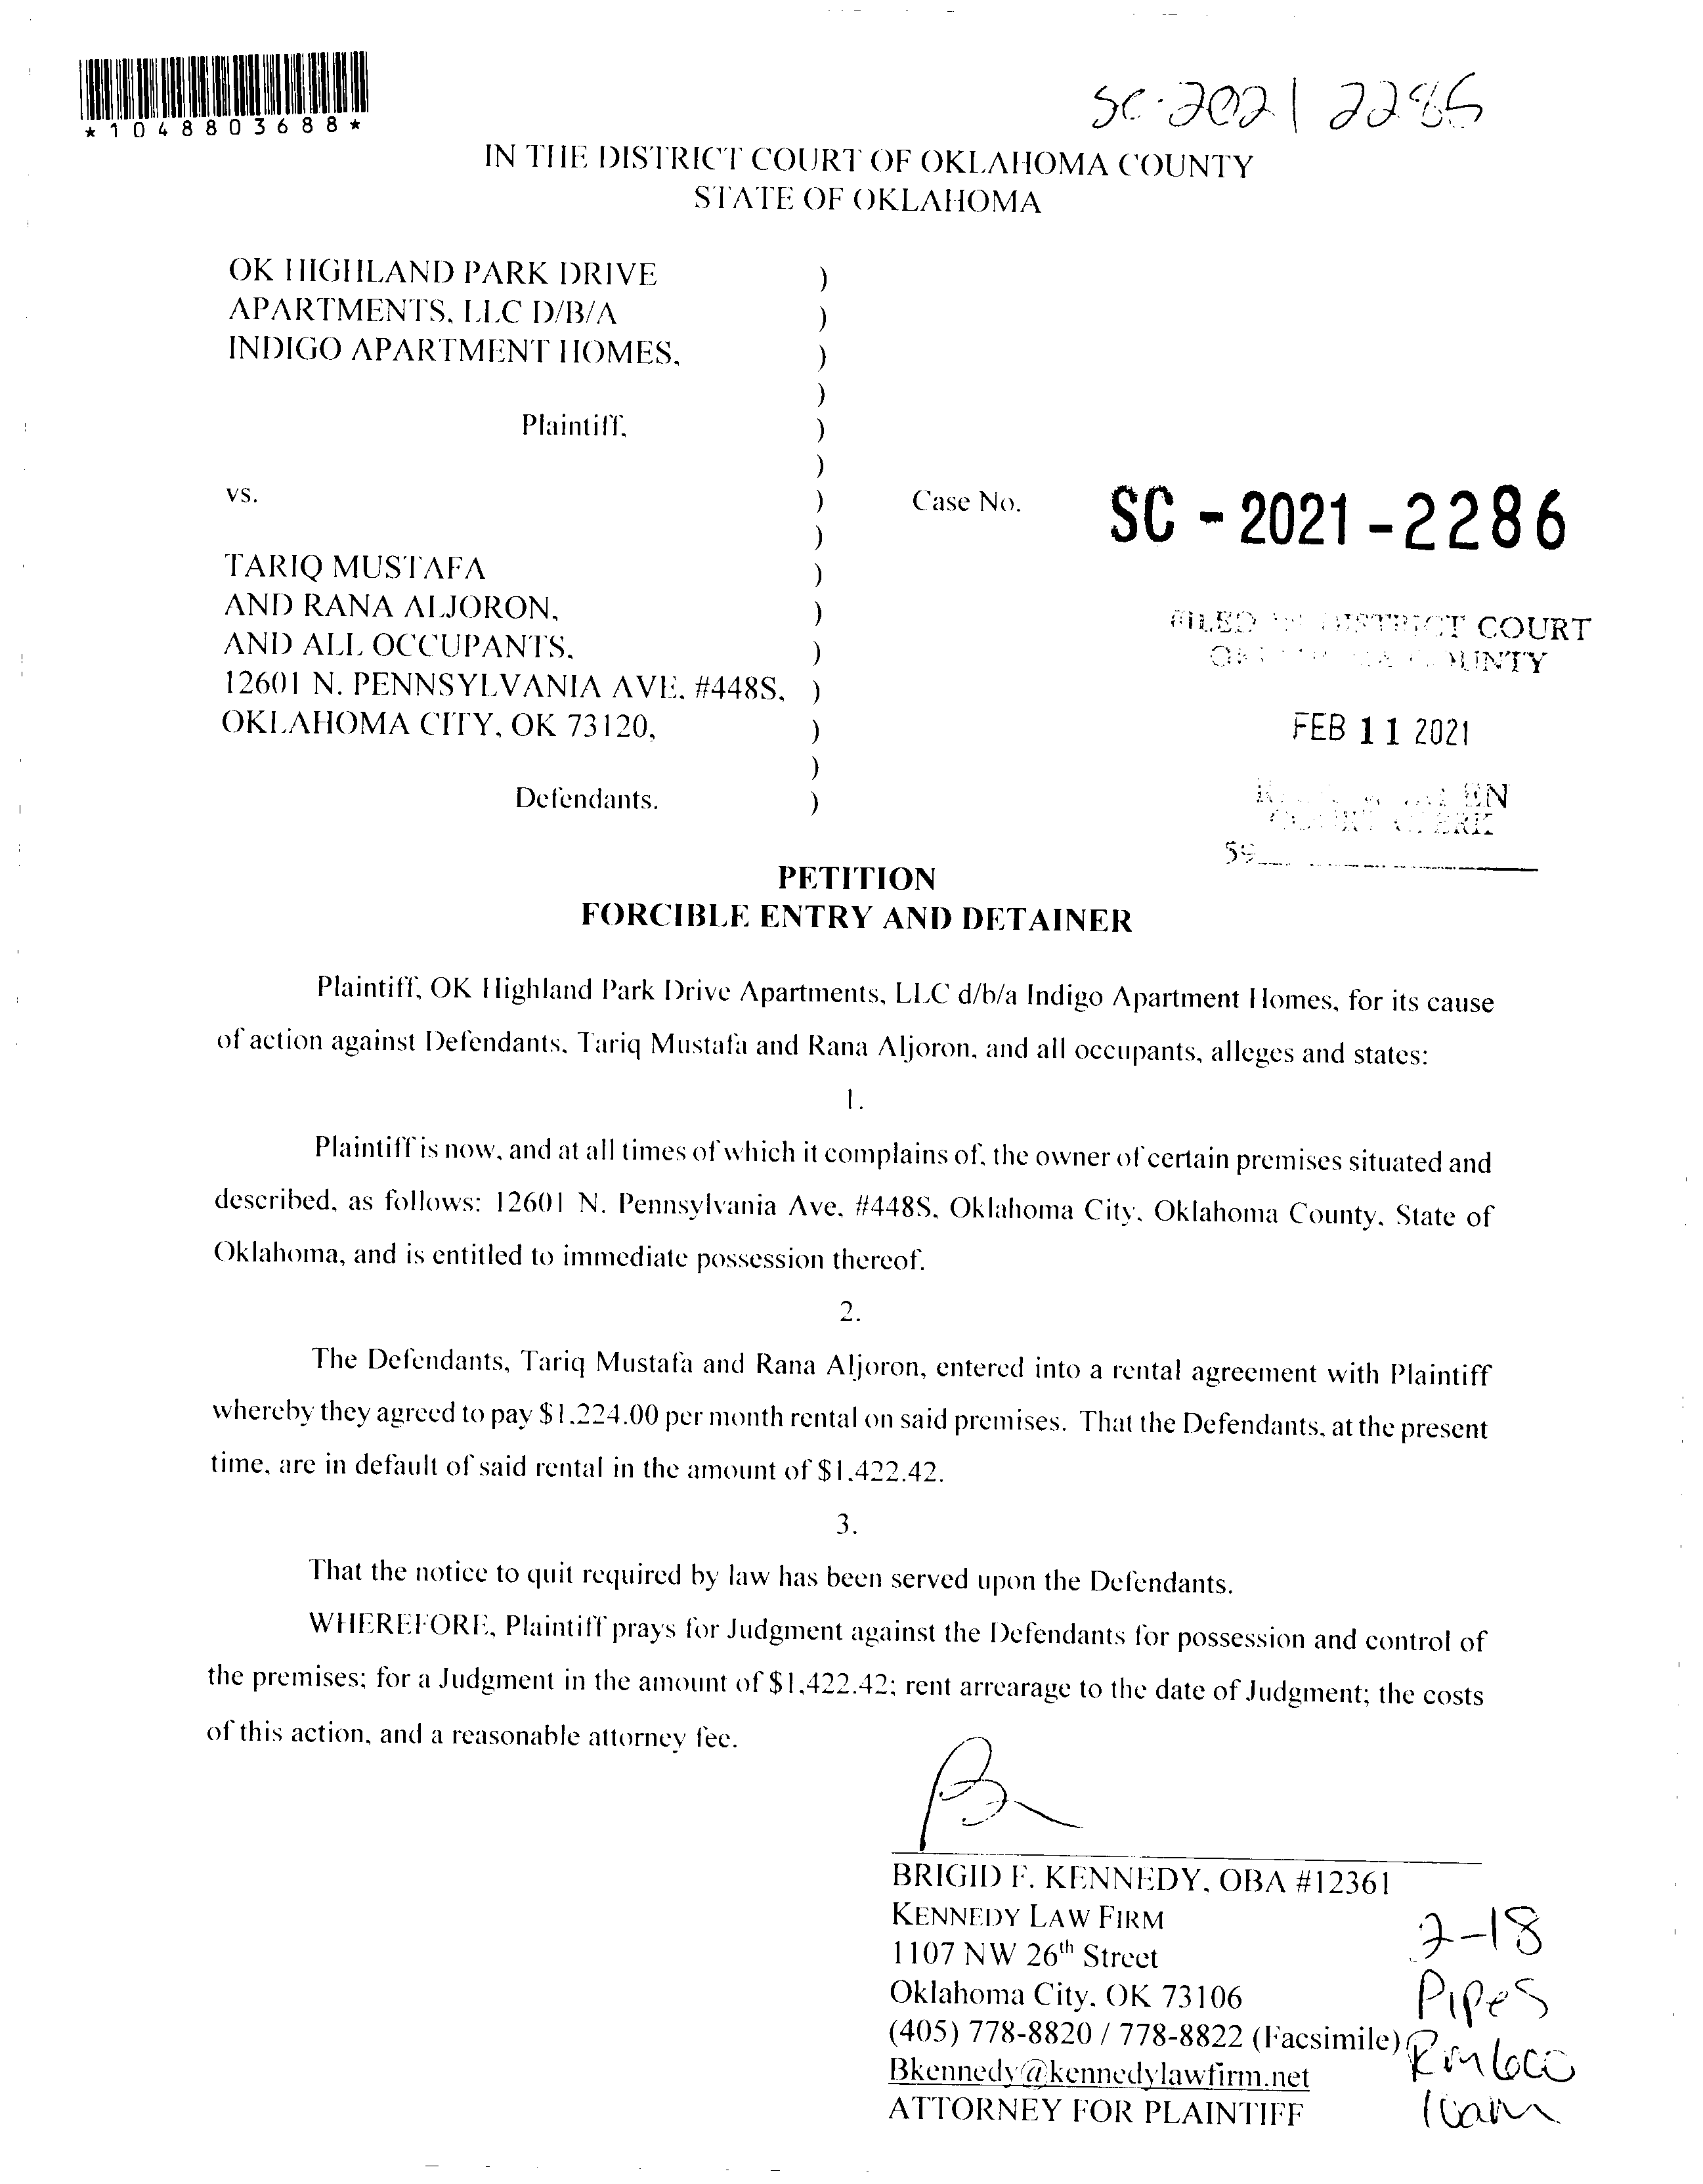 *1048803688*
SC-2021 2286
IN THE DISTRICT COURT OF OKLAHOMA COUNTY
STATE OF OKLAHOMA
OK HIGHLAND PARK DRIVE )
APARTMENTS, LLC D/B/A )
INDIGO APARTMENT HOMES, )
)
Plaintiff, )
)
vs. ) Case No. SC - 2021 - 2286
)
TARIQ MUSTAFA )
AND RANA ALJORON, )
AND ALL OCCUPANTS, )
12601 N. PENNSYLVANIA AVE. #448S, )
OKLAHOMA CITY, OK 73120, )
)
Defendants. )
FILED IN DISTRICT COURT
OKLAHOMA COUNTY
FEB 11 2021
COURT CLERK
59
PETITION
FORCIBLE ENTRY AND DETAINER
Plaintiff, OK Highland Park Drive Apartments, LLC d/b/a Indigo Apartment Homes, for its cause
of action against Defendants, Tariq Mustafa and Rana Aljoron, and all occupants, alleges and states:
1.
Plaintiff is now, and at all times of which it complains of, the owner of certain premises situated and
described, as follows: 12601 N. Pennsylvania Ave. #448S, Oklahoma City, Oklahoma County, State of
Oklahoma, and is entitled to immediate possession thereof.
2.
The Defendants, Tariq Mustafa and Rana Aljoron, entered into a rental agreement with Plaintiff
whereby they agreed to pay $1,224.00 per month rental on said premises. That the Defendants, at the present
time, are in default of said rental in the amount of $1,422.42.
3.
That the notice to quit required by law has been served upon the Defendants.
WHEREFORE, Plaintiff prays for Judgment against the Defendants for possession and control of
the premises; for a Judgment in the amount of $1,422.42; rent arrearage to the date of Judgment; the costs
of this action, and a reasonable attorney fee.
BRIGID F. KENNEDY, OBA #12361
KENNEDY LAW FIRM
1107 NW 26th Street
Oklahoma City, OK 73106
(405) 778-8820 / 778-8822 (Facsimile)
Bkennedy@kennedylawfirm.net
ATTORNEY FOR PLAINTIFF
2-18
Pipes
Rm 600
10am